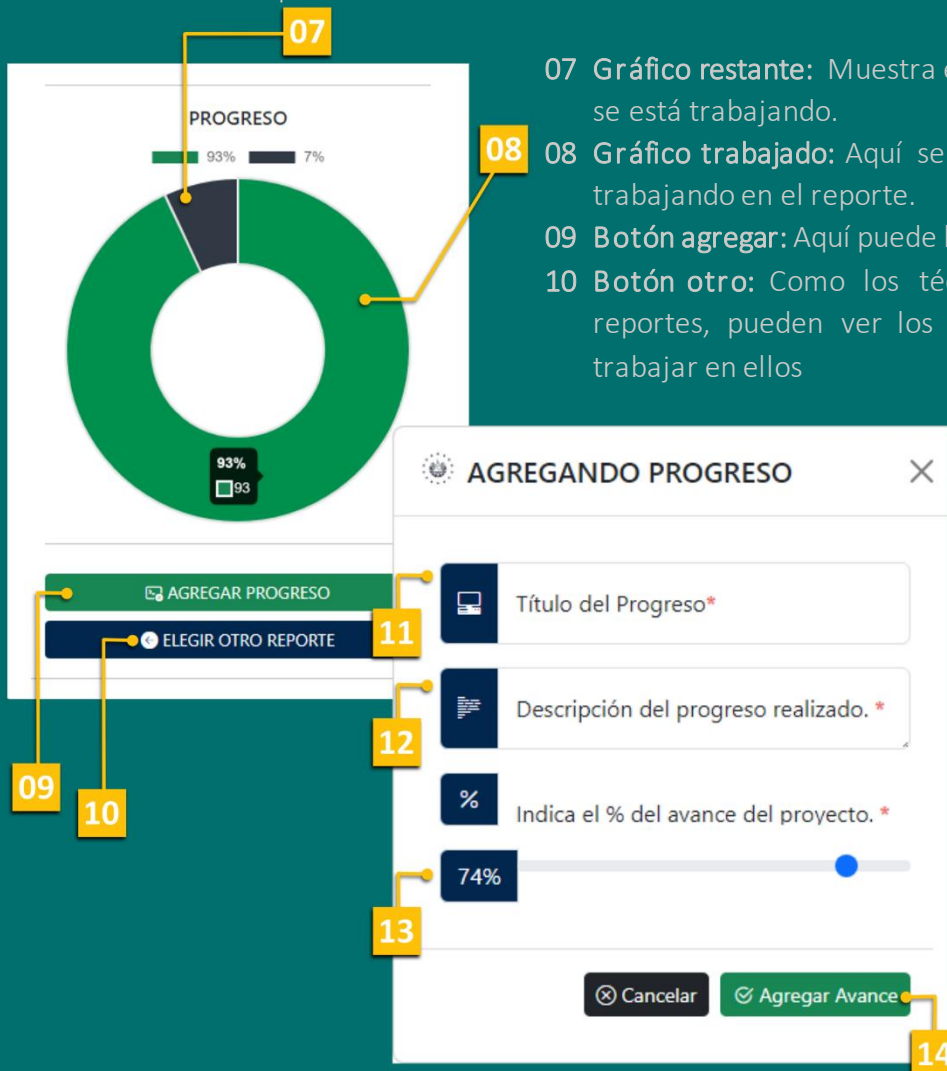 07
PROGRESO
93% 7%
08
93%
93
AGREGAR PROGRESO
ELEGIR OTRO REPORTE
09
10
07 Gráfico restante: Muestra
se está trabajando.
08 Gráfico trabajado: Aquí se
trabajando en el reporte.
09 Botón agregar: Aquí puede
10 Botón otro: Como los
reportes, pueden ver los
trabajar en ellos
AGREGANDO PROGRESO
11
Título del Progreso*
12
Descripción del progreso realizado. *
%
Indica el % del avance del proyecto. *
74%
13
Cancelar
Agregar Avance
14